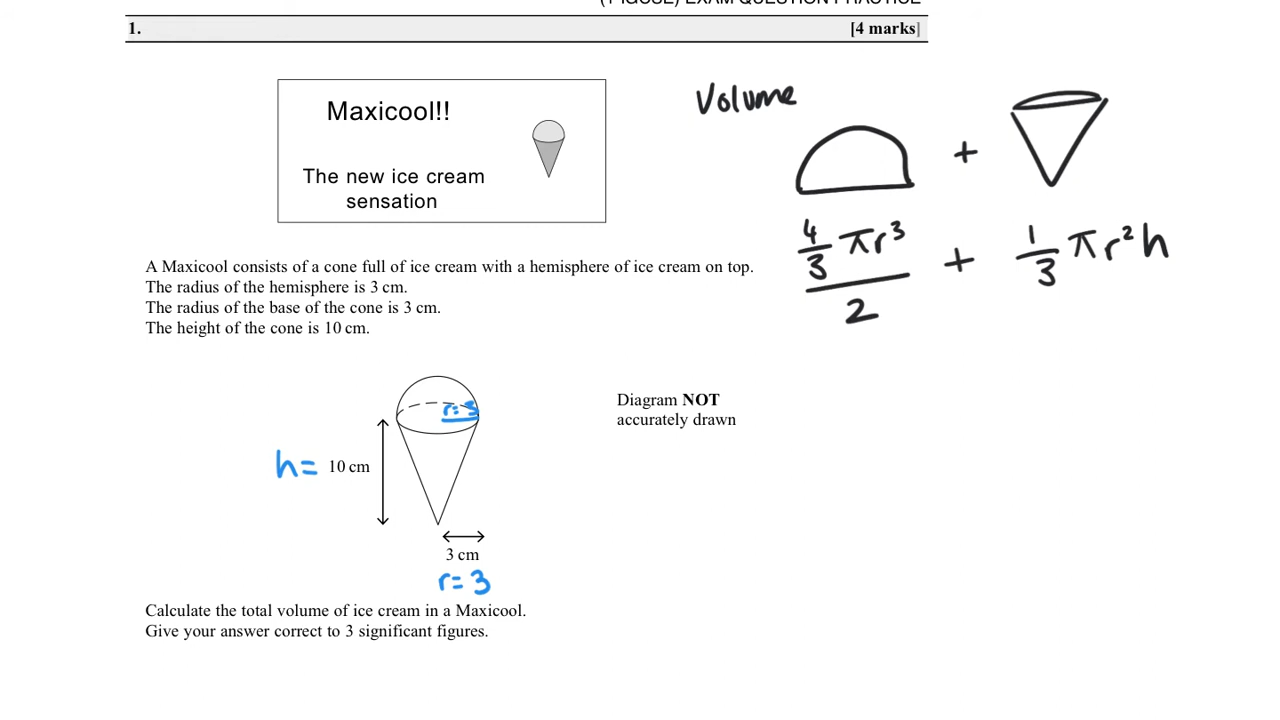 (I GCSE) EXAM QUESTION PRACTICE
1. [4 marks]
Maxicool!!
The new ice cream
sensation
Volume
+
4/3 πr³ / 2 + 1/3 πr²h
A Maxicool consists of a cone full of ice cream with a hemisphere of ice cream on top.
The radius of the hemisphere is 3 cm.
The radius of the base of the cone is 3 cm.
The height of the cone is 10 cm.
r=3
Diagram NOT
accurately drawn
h= 10 cm
3 cm
r=3
Calculate the total volume of ice cream in a Maxicool.
Give your answer correct to 3 significant figures.